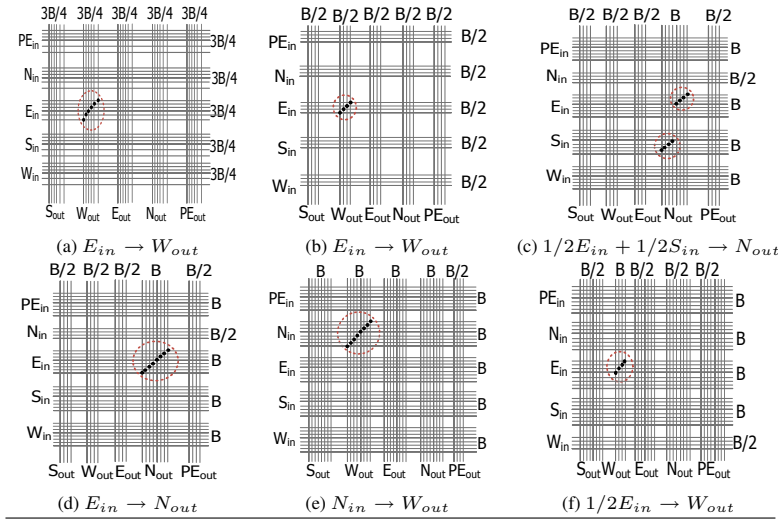 3B/4 3B/4 3B/4 3B/4 3B/4
PEin 3B/4
Nin 3B/4
Ein 3B/4
Sin 3B/4
Win 3B/4
Sout Wout Eout Nout PEout
(a) Ein → Wout
B/2 B/2 B/2 B/2 B/2
PEin B/2
Nin B/2
Ein B/2
Sin B/2
Win B/2
Sout Wout Eout Nout PEout
(b) Ein → Wout
B/2 B/2 B/2 B B/2
PEin B
Nin B/2
Ein B
Sin B
Win B
Sout Wout Eout Nout PEout
(c) 1/2Ein + 1/2Sin → Nout
B/2 B/2 B/2 B B/2
PEin B
Nin B/2
Ein B
Sin B
Win B
Sout Wout Eout Nout PEout
(d) Ein → Nout
B B B B B/2
PEin B
Nin B
Ein B
Sin B
Win B
Sout Wout Eout Nout PEout
(e) Nin → Wout
B/2 B B/2 B/2 B/2
PEin B
Nin B
Ein B
Sin B
Win B/2
Sout Wout Eout Nout PEout
(f) 1/2Ein → Wout